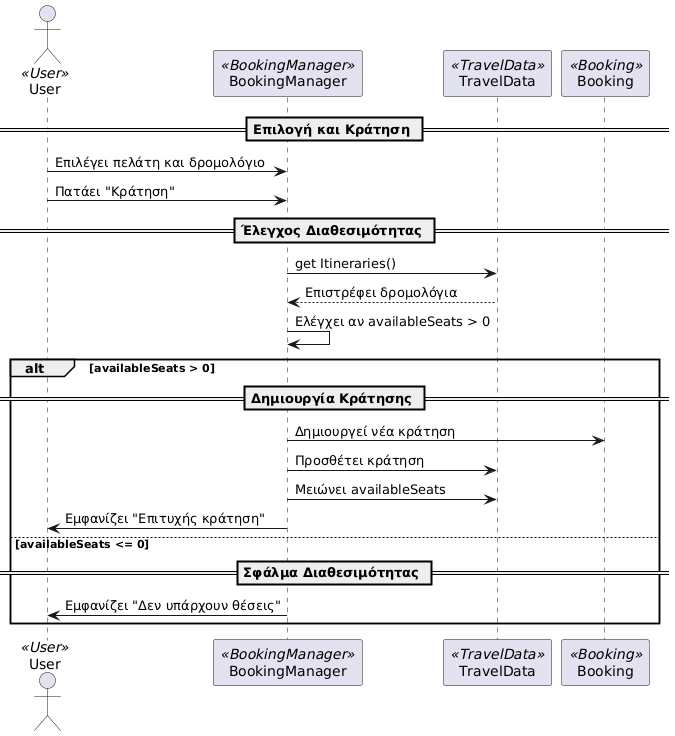 «User»
User
«BookingManager»
BookingManager
«TravelData»
TravelData
«Booking»
Booking
Επιλογή και Κράτηση
Επιλέγει πελάτη και δρομολόγιο
Πατάει "Κράτηση"
Έλεγχος Διαθεσιμότητας
get Itineraries()
Επιστρέφει δρομολόγια
Ελέγχει αν availableSeats > 0
alt [availableSeats > 0]
Δημιουργία Κράτησης
Δημιουργεί νέα κράτηση
Προσθέτει κράτηση
Μειώνει availableSeats
Εμφανίζει "Επιτυχής κράτηση"
[availableSeats <= 0]
Σφάλμα Διαθεσιμότητας
Εμφανίζει "Δεν υπάρχουν θέσεις"
«User»
User
«BookingManager»
BookingManager
«TravelData»
TravelData
«Booking»
Booking